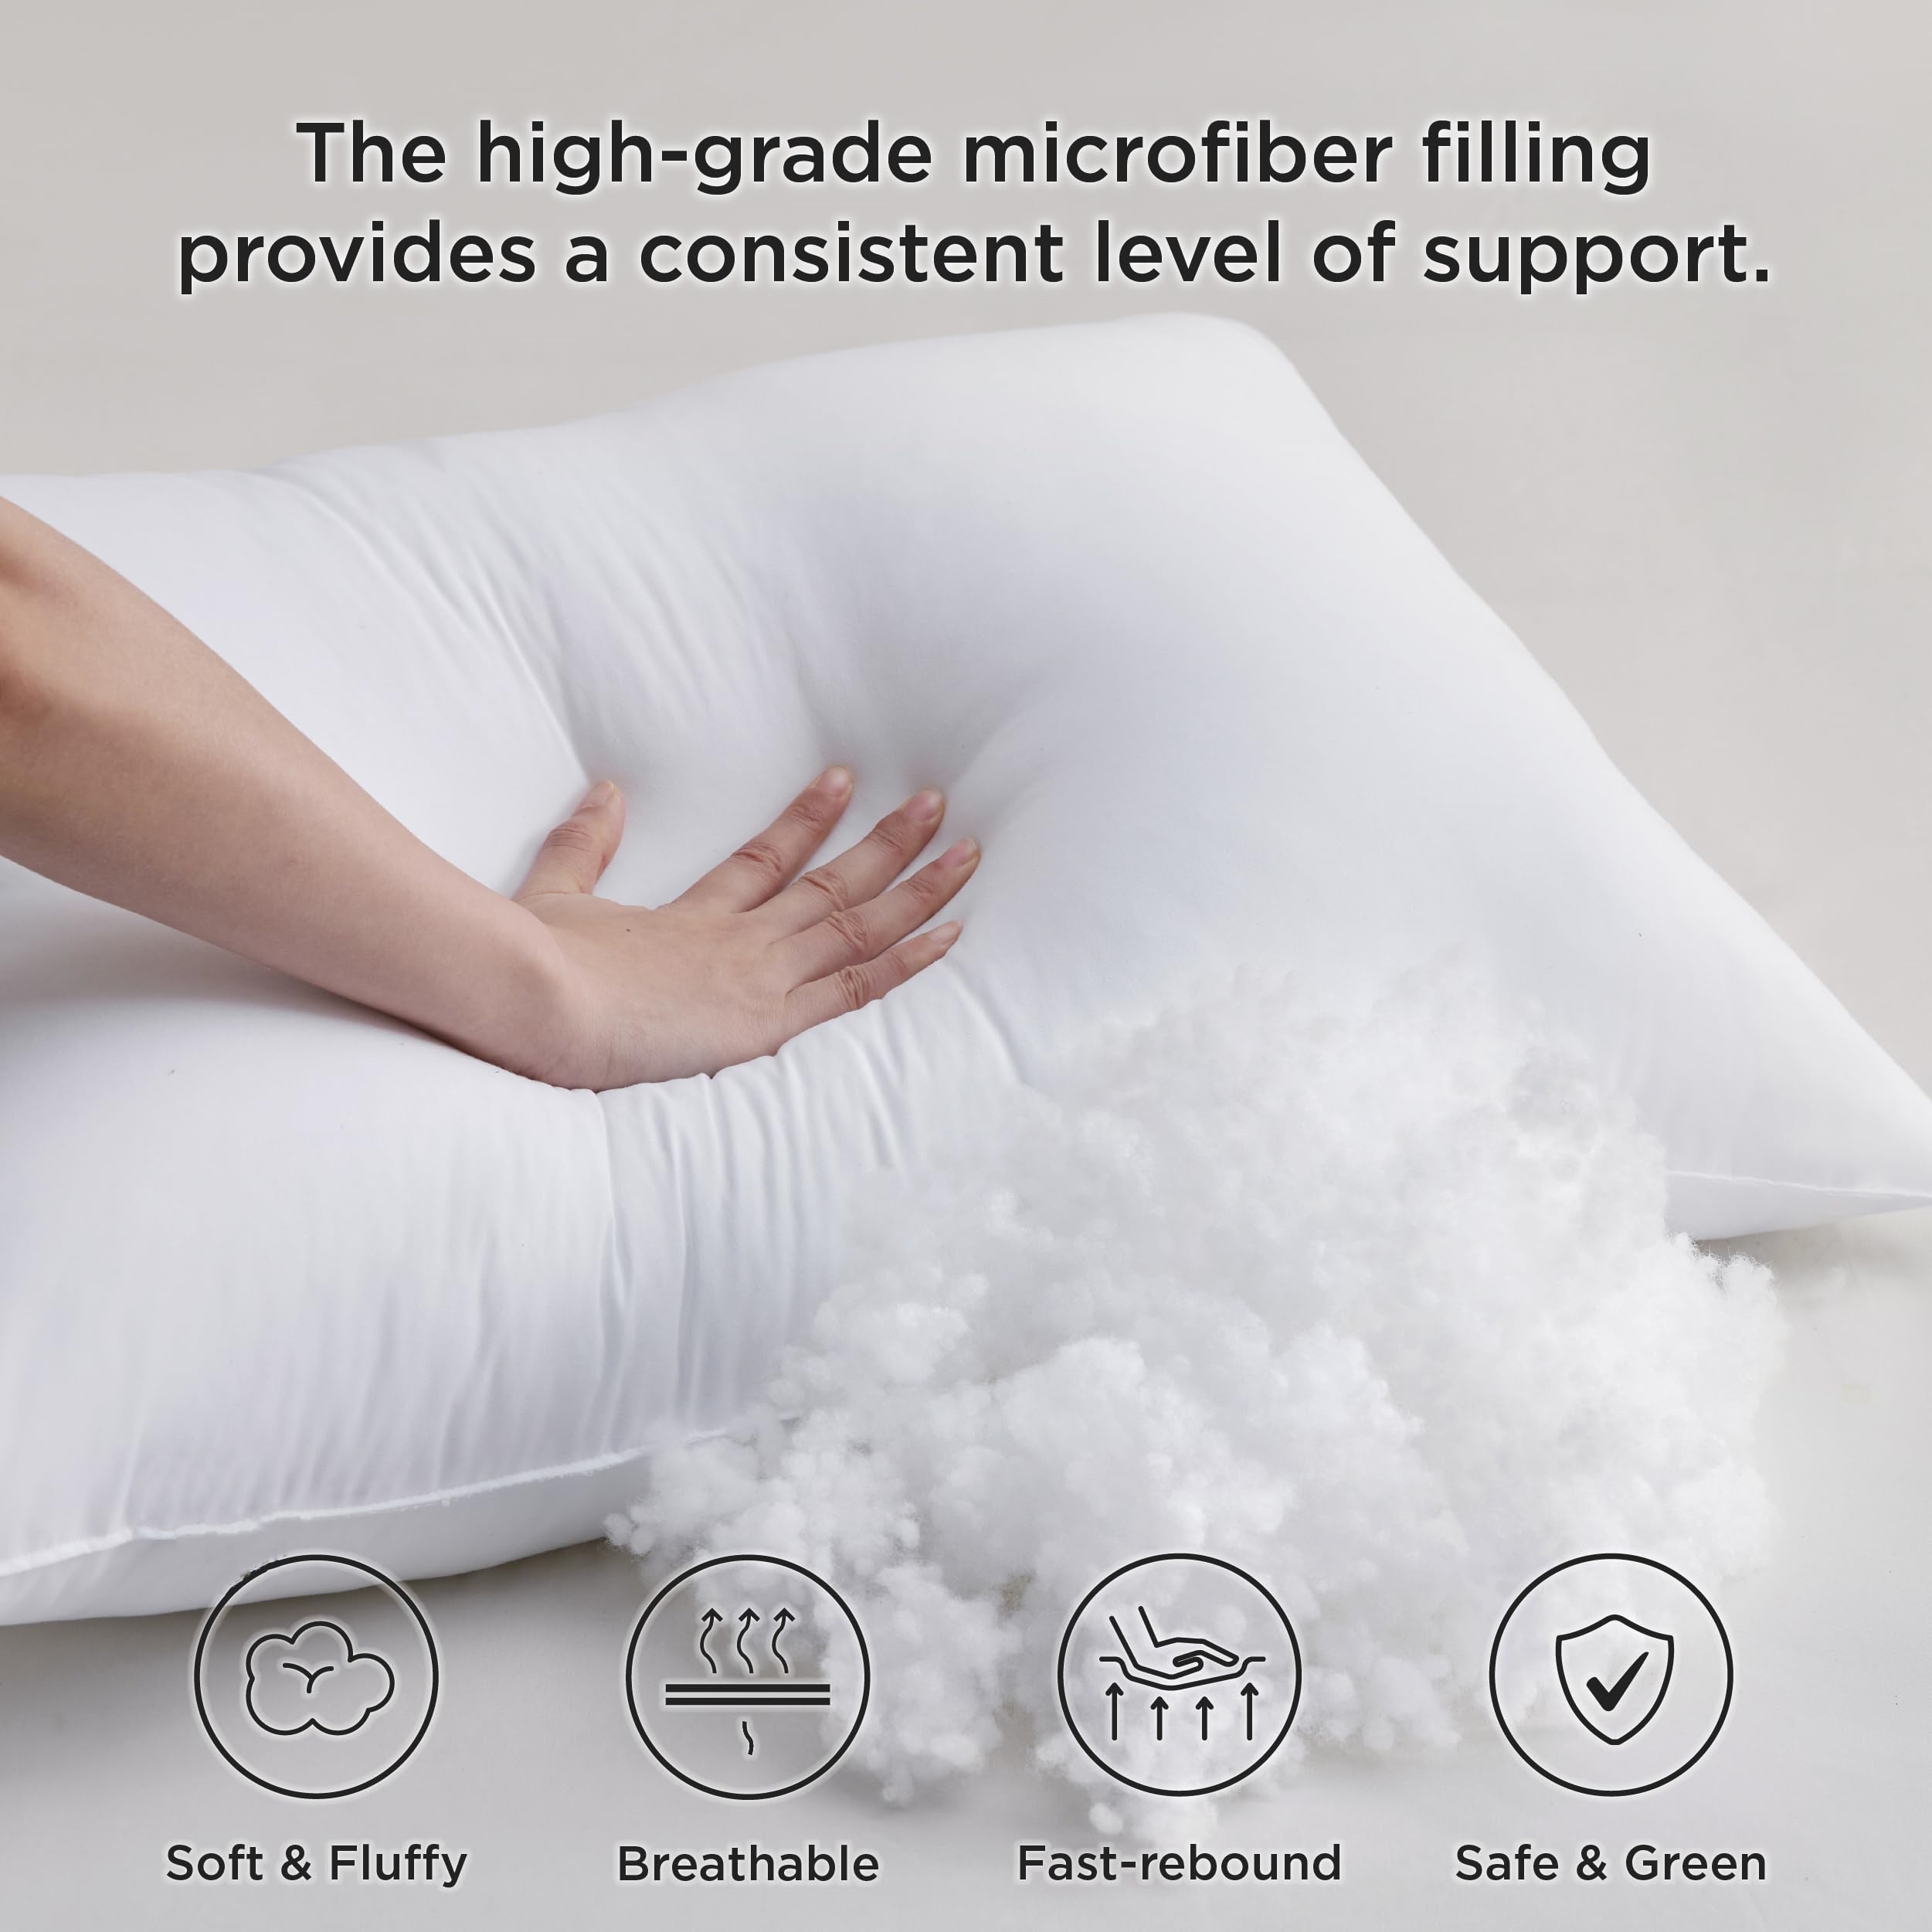 The high-grade microfiber filling
provides a consistent level of support.
Soft & Fluffy
Breathable
Fast-rebound
Safe & Green